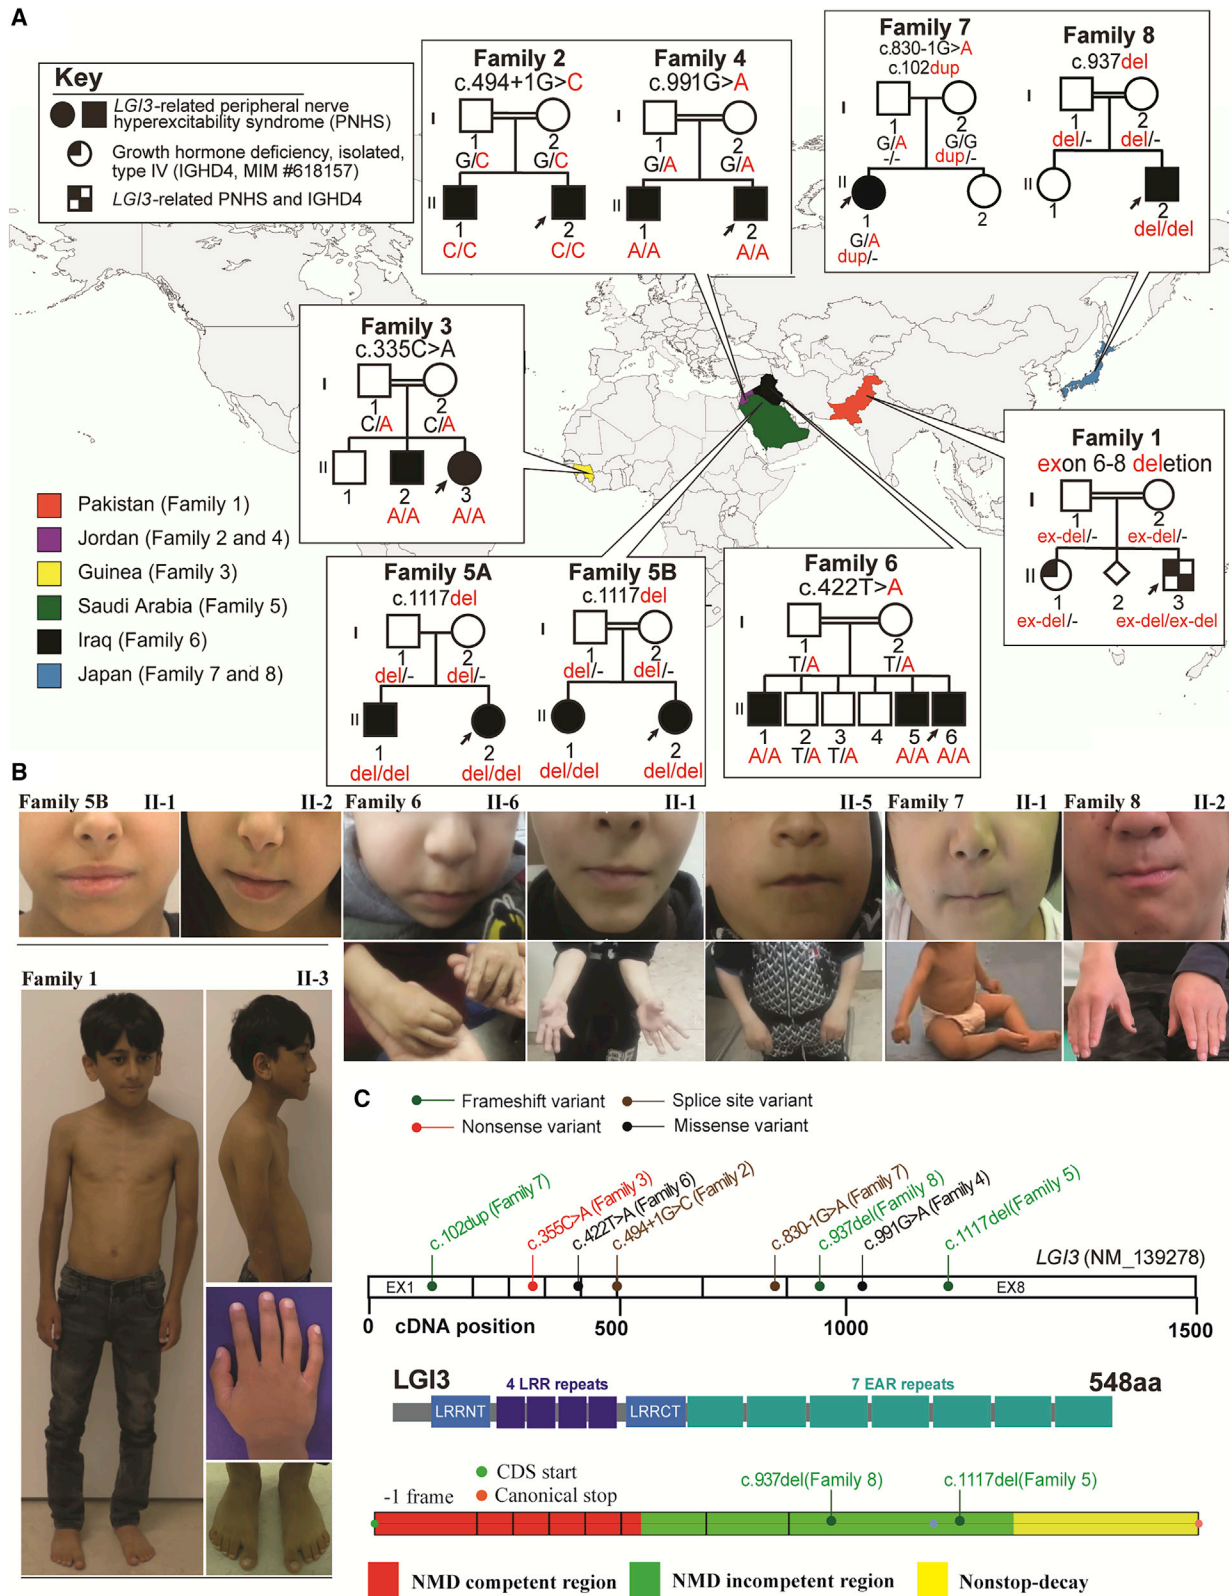 A
Key
LGI3-related peripheral nerve
hyperexcitability syndrome (PNHS)
Growth hormone deficiency, isolated,
type IV (IGHD4, MIM #618157)
LGI3-related PNHS and IGHD4
Family 2
c.494+1G>C
I
1
2
G/C
G/C
II
1
2
C/C
C/C
Family 4
c.991G>A
I
1
2
G/A
G/A
II
1
2
A/A
A/A
Family 7
c.830-1G>A
c.102dup
I
1
2
G/A
G/G
-/-
dup/-
II
1
2
G/A
dup/-
Family 8
c.937del
I
1
2
del/-
del/-
II
1
2
del/del
Family 3
c.335C>A
I
1
2
C/A
C/A
II
1
2
3
A/A
A/A
Family 1
exon 6-8 deletion
I
1
2
ex-del/-
ex-del/-
II
1
2
3
ex-del/-
ex-del/ex-del
Pakistan (Family 1)
Jordan (Family 2 and 4)
Guinea (Family 3)
Saudi Arabia (Family 5)
Iraq (Family 6)
Japan (Family 7 and 8)
Family 5A
c.1117del
I
1
2
del/-
del/-
II
1
2
del/del
del/del
Family 5B
c.1117del
I
1
2
del/-
del/-
II
1
2
del/del
del/del
Family 6
c.422T>A
I
1
2
T/A
T/A
II
1
2
3
4
5
6
A/A
T/A
T/A
A/A
A/A
B
Family 5B II-1 II-2 Family 6 II-6 II-1 II-5 Family 7 II-1 Family 8 II-2
Family 1 II-3
C
Frameshift variant
Splice site variant
Nonsense variant
Missense variant
c.102dup (Family 7)
c.355C>A (Family 3)
c.422T>A (Family 6)
c.494+1G>C (Family 2)
c.830-1G>A (Family 7)
c.937del(Family 8)
c.991G>A (Family 4)
c.1117del(Family 5)
LGI3 (NM_139278)
EX1
EX8
0 cDNA position 500 1000 1500
LGI3
4 LRR repeats
7 EAR repeats
548aa
LRRNT
LRRCT
CDS start
Canonical stop
-1 frame
c.937del(Family 8)
c.1117del(Family 5)
NMD competent region
NMD incompetent region
Nonstop-decay